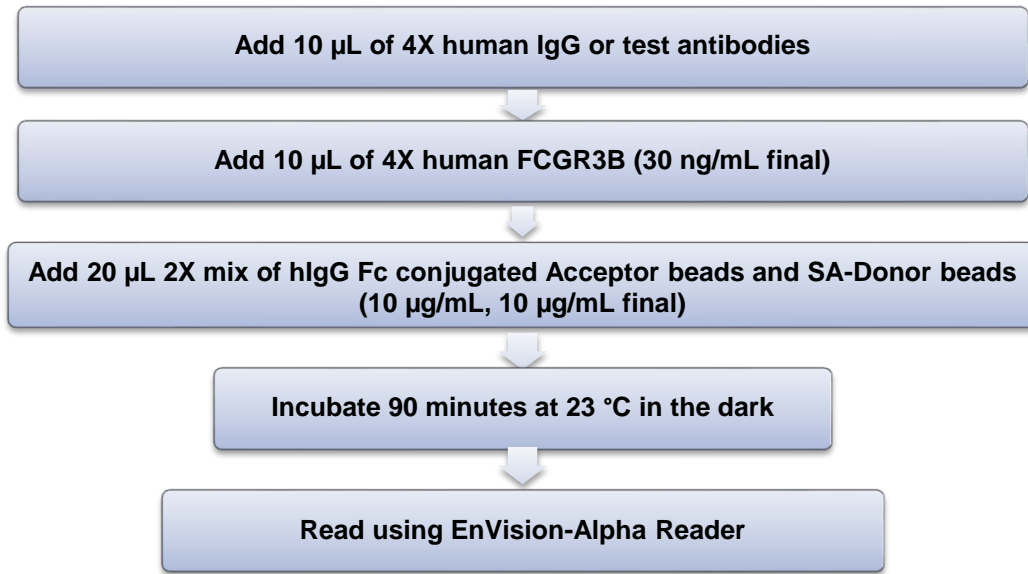 Add 10 µL of 4X human IgG or test antibodies
Add 10 µL of 4X human FCGR3B (30 ng/mL final)
Add 20 µL 2X mix of hIgG Fc conjugated Acceptor beads and SA-Donor beads
(10 µg/mL, 10 µg/mL final)
Incubate 90 minutes at 23 °C in the dark
Read using EnVision-Alpha Reader